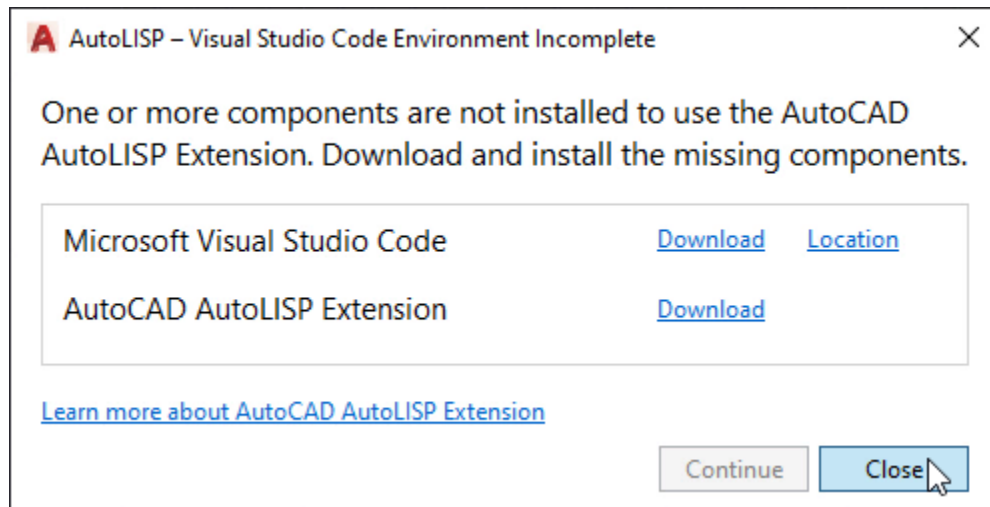 AutoLISP – Visual Studio Code Environment Incomplete
One or more components are not installed to use the AutoCAD
AutoLISP Extension. Download and install the missing components.
Microsoft Visual Studio Code Download Location
AutoCAD AutoLISP Extension Download
Learn more about AutoCAD AutoLISP Extension
Continue Close